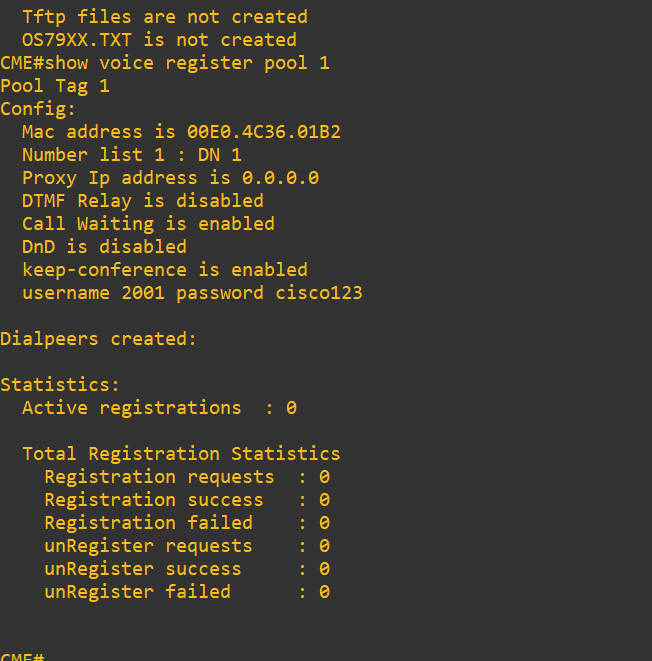 Tftp files are not created
OS79XX.TXT is not created
CME#show voice register pool 1
Pool Tag 1
Config:
Mac address is 00E0.4C36.01B2
Number list 1 : DN 1
Proxy Ip address is 0.0.0.0
DTMF Relay is disabled
Call Waiting is enabled
DnD is disabled
keep-conference is enabled
username 2001 password cisco123
Dialpeers created:
Statistics:
Active registrations  : 0
Total Registration Statistics
Registration requests  : 0
Registration success   : 0
Registration failed    : 0
unRegister requests    : 0
unRegister success     : 0
unRegister failed      : 0
CME#